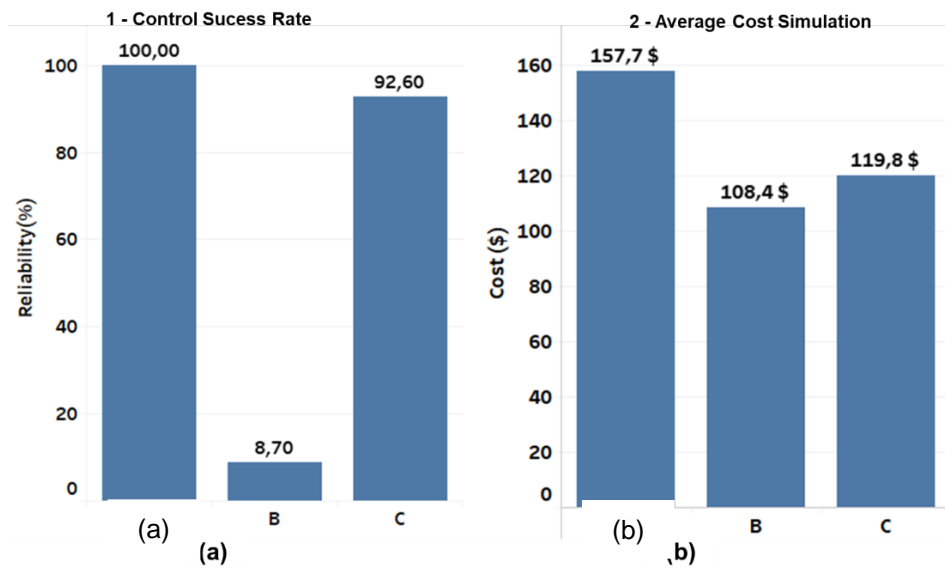 1 - Control Sucess Rate
100,00
100
92,60
80
60
40
20
8,70
0
Reliability(%)
(a)
B
C
(a)
2 - Average Cost Simulation
157,7 $
160
140
119,8 $
120
108,4 $
100
80
60
40
20
0
Cost ($)
(b)
B
C
b)